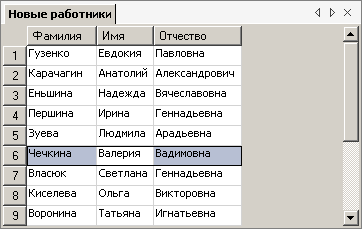 Новые работники
Фамилия Имя Отчество
1 Гузенко Евдокия Павловна
2 Карачагин Анатолий Александрович
3 Еньшина Надежда Вячеславовна
4 Першина Ирина Геннадьевна
5 Зуева Людмила Арадьевна
6 Чечкина Валерия Вадимовна
7 Власюк Светлана Геннадьевна
8 Киселева Ольга Викторовна
9 Воронина Татьяна Игнатьевна